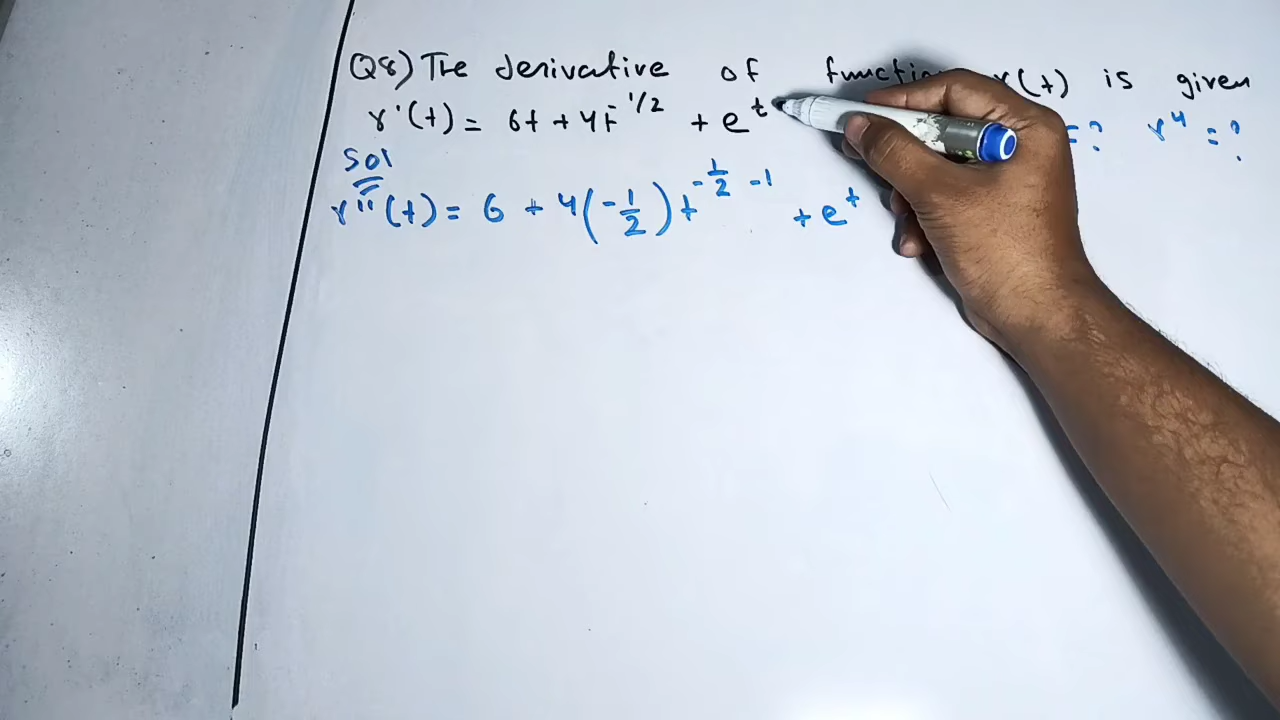 Q8) The derivative of function r(t) is given
r'(t) = 6t + 4t^-1/2 + e^t =? r^4 = ?
Sol
r''(t) = 6 + 4(-1/2) t^-1/2 -1 + e^t